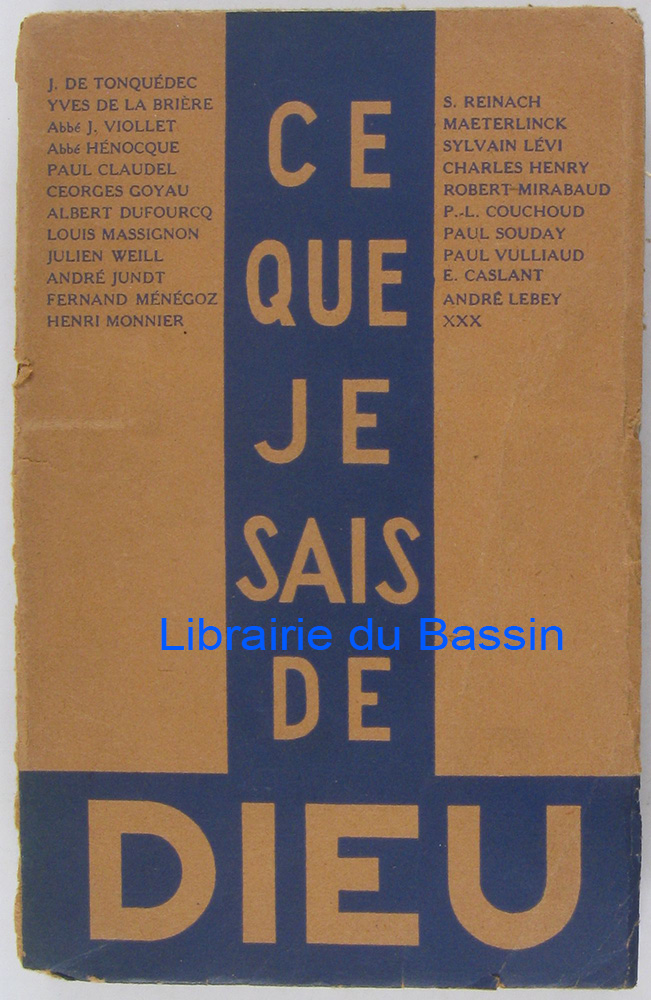 J. DE TONQUÉDEC
YVES DE LA BRIÈRE
Abbé J. VIOLLET
Abbé HÉNOCQUE
PAUL CLAUDEL
GEORGES GOYAU
ALBERT DUFOURCQ
LOUIS MASSIGNON
JULIEN WEILL
ANDRÉ JUNDT
FERNAND MÉNÉGOZ
HENRI MONNIER
S. REINACH
MAETERLINCK
SYLVAIN LÉVI
CHARLES HENRY
ROBERT MIRABAUD
P.-L. COUCHOUD
PAUL SOUDAY
PAUL VULLIAUD
E. CASLANT
ANDRÉ LEBEY
XXX
CE
QUE
JE
SAIS
DE
DIEU
Librairie du Bassin